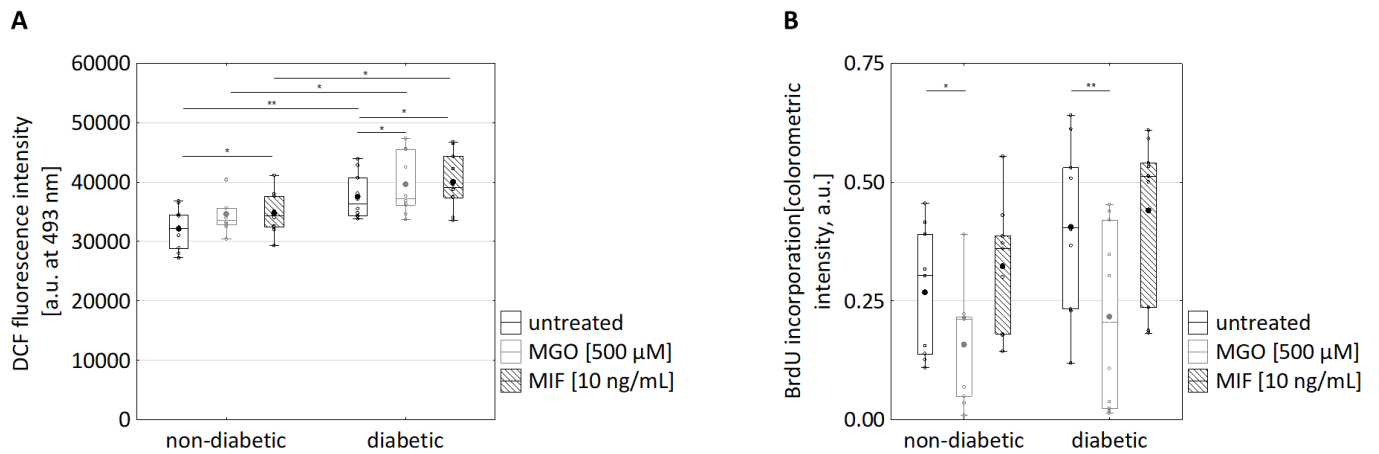 A
DCF fluorescence intensity
[a.u. at 493 nm]
60000
50000
40000
30000
20000
10000
0
*
**
*
*
*
*
*
non-diabetic
diabetic
untreated
MGO [500 µM]
MIF [10 ng/mL]
B
BrdU incorporation[colorometric
intensity, a.u.]
0.75
0.50
0.25
0.00
*
**
non-diabetic
diabetic
untreated
MGO [500 µM]
MIF [10 ng/mL]